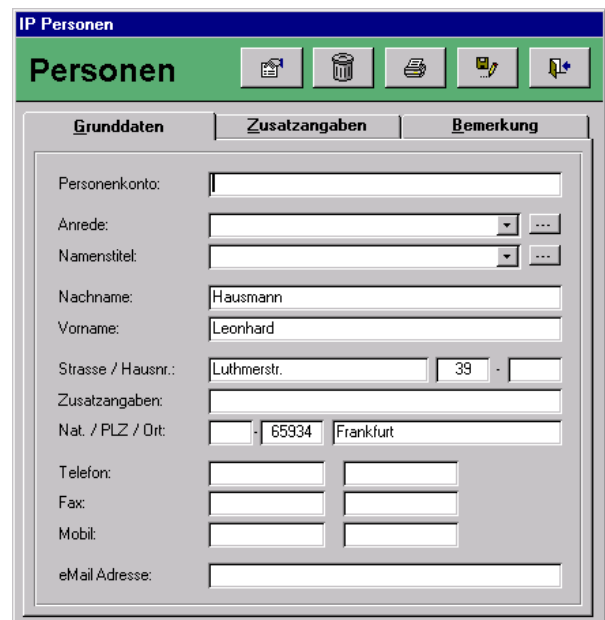 IP Personen
Personen
Grunddaten Zusatzangaben Bemerkung
Personenkonto:
Anrede: ...
Namenstitel: ...
Nachname: Hausmann
Vorname: Leonhard
Strasse / Hausnr.: Luthmerstr. 39 -
Zusatzangaben:
Nat. / PLZ / Ort: - 65934 Frankfurt
Telefon:
Fax:
Mobil:
eMail Adresse: